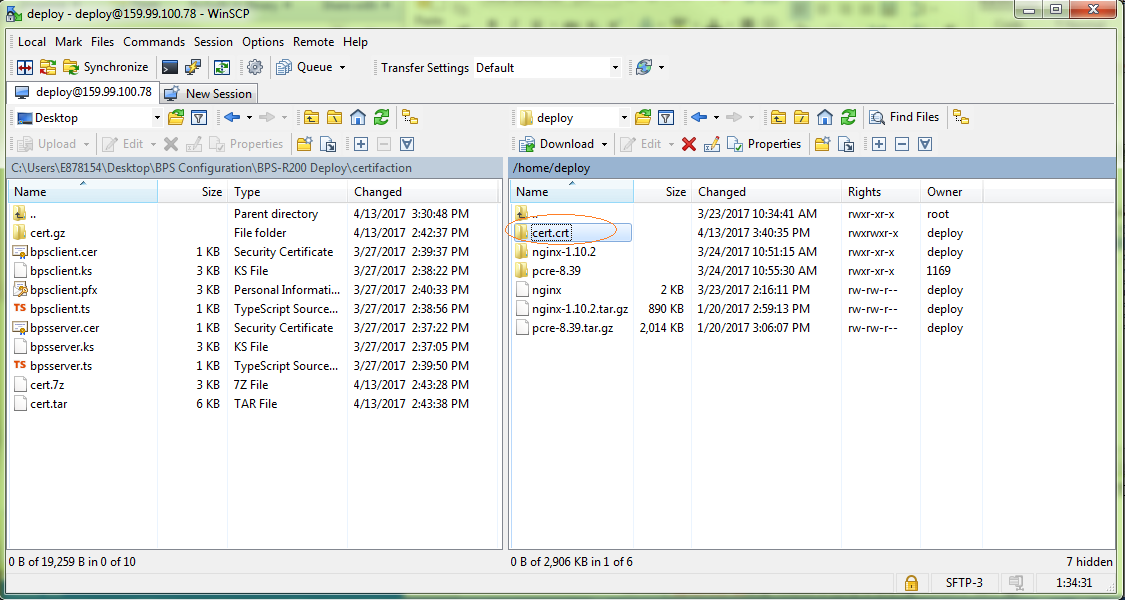 deploy - deploy@159.99.100.78 - WinSCP
Local Mark Files Commands Session Options Remote Help
Synchronize Queue Transfer Settings Default
deploy@159.99.100.78 New Session
Desktop
deploy Find Files
Upload Edit Properties
Download Edit Properties
C:\Users\E878154\Desktop\BPS Configuration\BPS-R200 Deploy\certifaction
Name Size Type Changed
.. Parent directory 4/13/2017 3:30:48 PM
cert.gz File folder 4/13/2017 2:42:37 PM
bpsclient.cer 1 KB Security Certificate 3/27/2017 2:39:37 PM
bpsclient.ks 3 KB KS File 3/27/2017 2:38:22 PM
bpsclient.pfx 3 KB Personal Informati... 3/27/2017 2:40:33 PM
TS bpsclient.ts 1 KB TypeScript Source... 3/27/2017 2:38:56 PM
bpsserver.cer 1 KB Security Certificate 3/27/2017 2:37:22 PM
bpsserver.ks 3 KB KS File 3/27/2017 2:37:05 PM
TS bpsserver.ts 1 KB TypeScript Source... 3/27/2017 2:39:50 PM
cert.7z 3 KB 7Z File 4/13/2017 2:43:28 PM
cert.tar 6 KB TAR File 4/13/2017 2:43:38 PM
0 B of 19,259 B in 0 of 10
/home/deploy
Name Size Changed Rights Owner
.. 3/23/2017 10:34:41 AM rwxr-xr-x root
cert.crt 4/13/2017 3:40:35 PM rwxrwxr-x deploy
nginx-1.10.2 3/24/2017 10:51:15 AM rwxr-xr-x deploy
pcre-8.39 3/24/2017 10:55:30 AM rwxr-xr-x 1169
nginx 2 KB 3/23/2017 2:16:11 PM rw-rw-r-- deploy
nginx-1.10.2.tar.gz 890 KB 1/20/2017 2:59:13 PM rw-rw-r-- deploy
pcre-8.39.tar.gz 2,014 KB 1/20/2017 3:06:07 PM rw-rw-r-- deploy
0 B of 2,906 KB in 1 of 6 7 hidden
SFTP-3 1:34:31